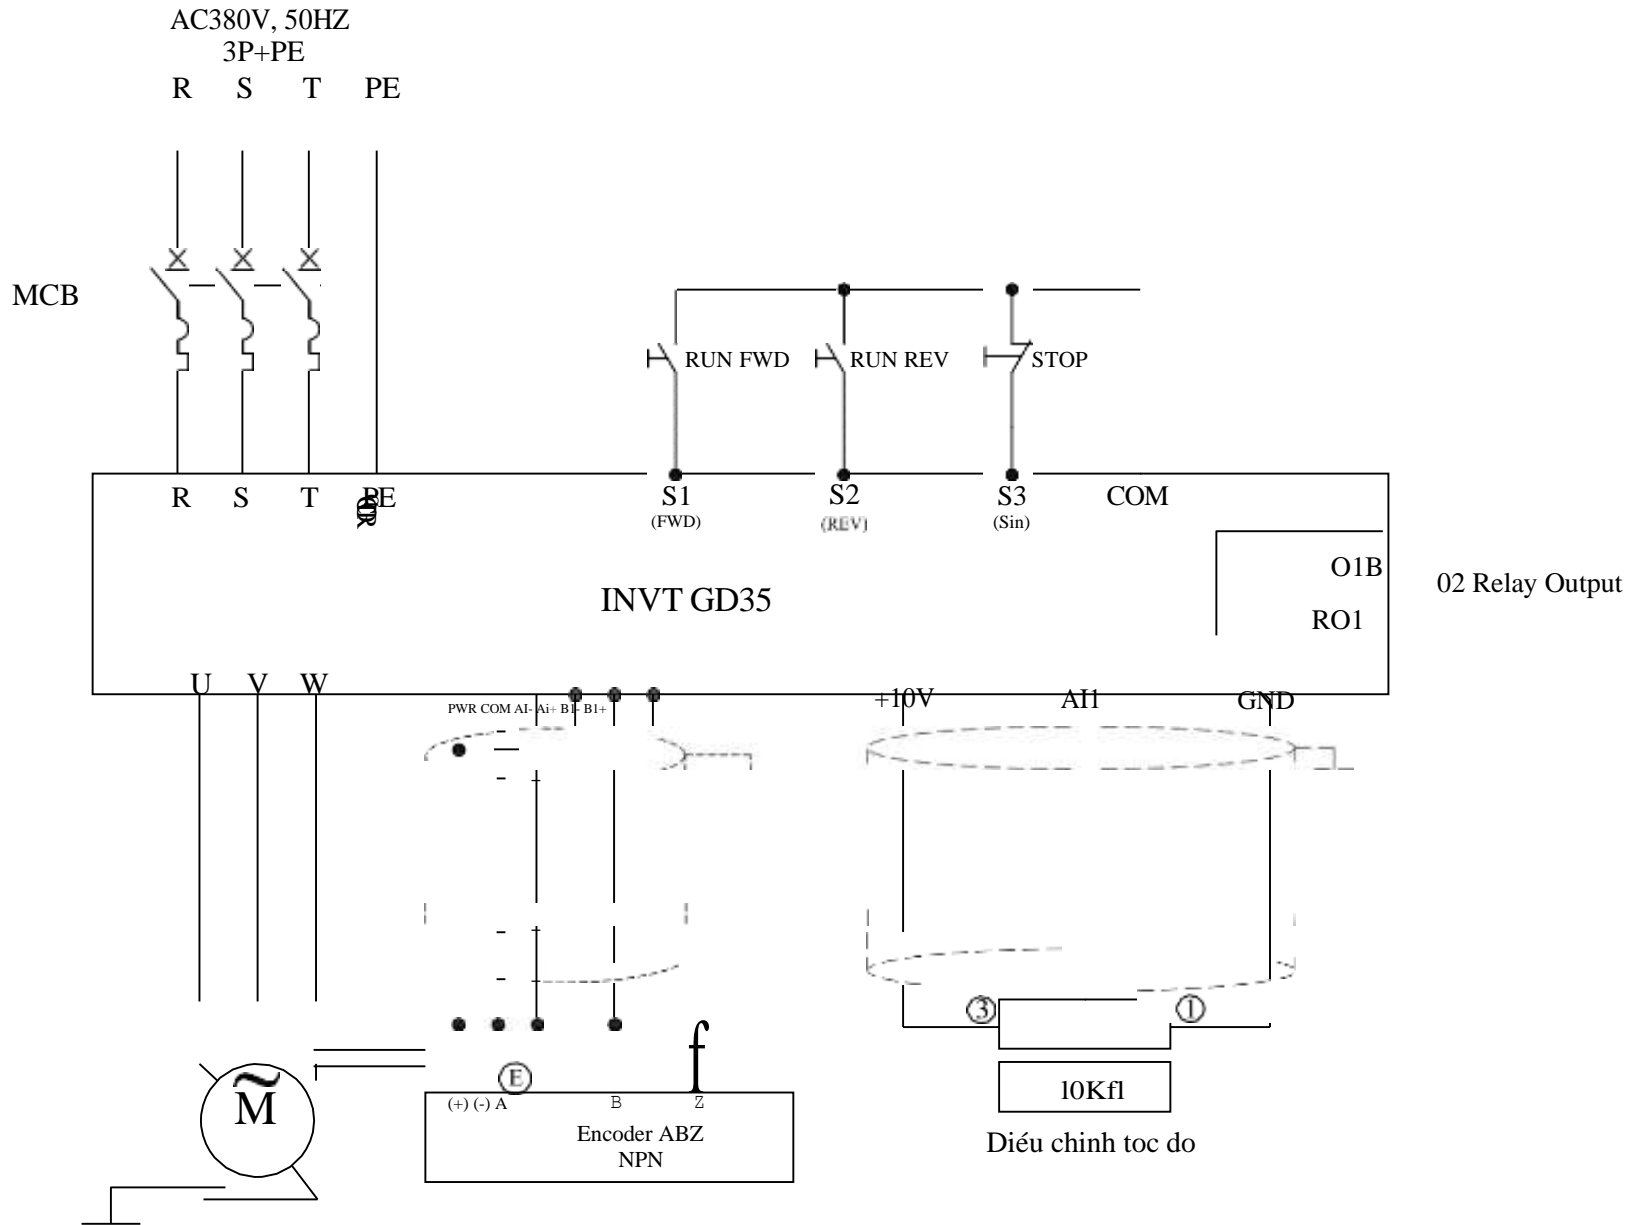 AC380V, 50HZ
3P+PE
R S T PE
MCB
RUN FWD RUN REV STOP
R S T PE S1 S2 S3 COM
(FWD) (REV) (Sin)
O1B
INVT GD35
02 Relay Output
RO1
U V W
+10V AI1 GND
PWR COM AI- Ai+ B1- B1+
3 1
E
M
l0Kfl
(+) (-) A B Z
Encoder ABZ
NPN
Diéu chinh toc do